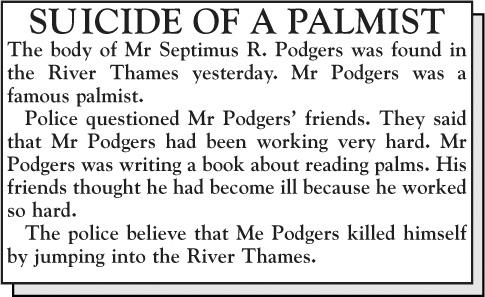 SUICIDE OF A PALMIST
The body of Mr Septimus R. Podgers was found in
the River Thames yesterday. Mr Podgers was a
famous palmist.
Police questioned Mr Podgers’ friends. They said
that Mr Podgers had been working very hard. Mr
Podgers was writing a book about reading palms. His
friends thought he had become ill because he worked
so hard.
The police believe that Me Podgers killed himself
by jumping into the River Thames.